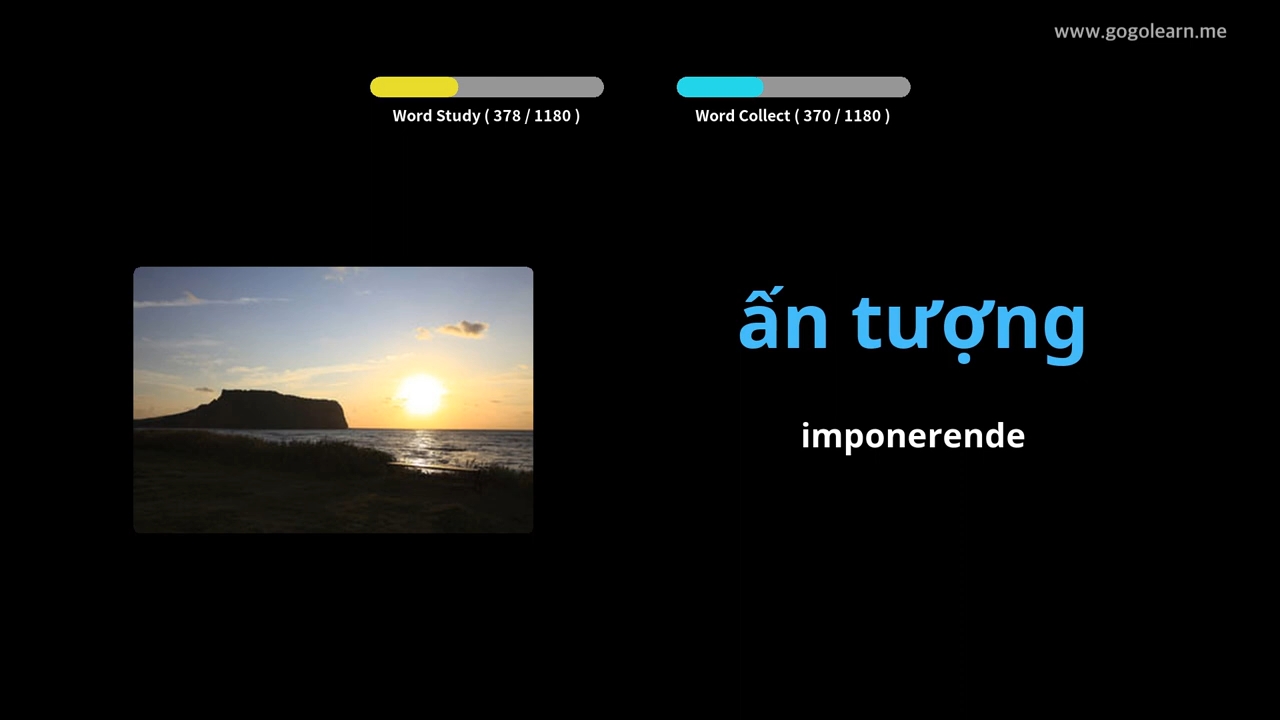 www.gogolearn.me
Word Study ( 378 / 1180 )
Word Collect ( 370 / 1180 )
ấn tượng
imponerende